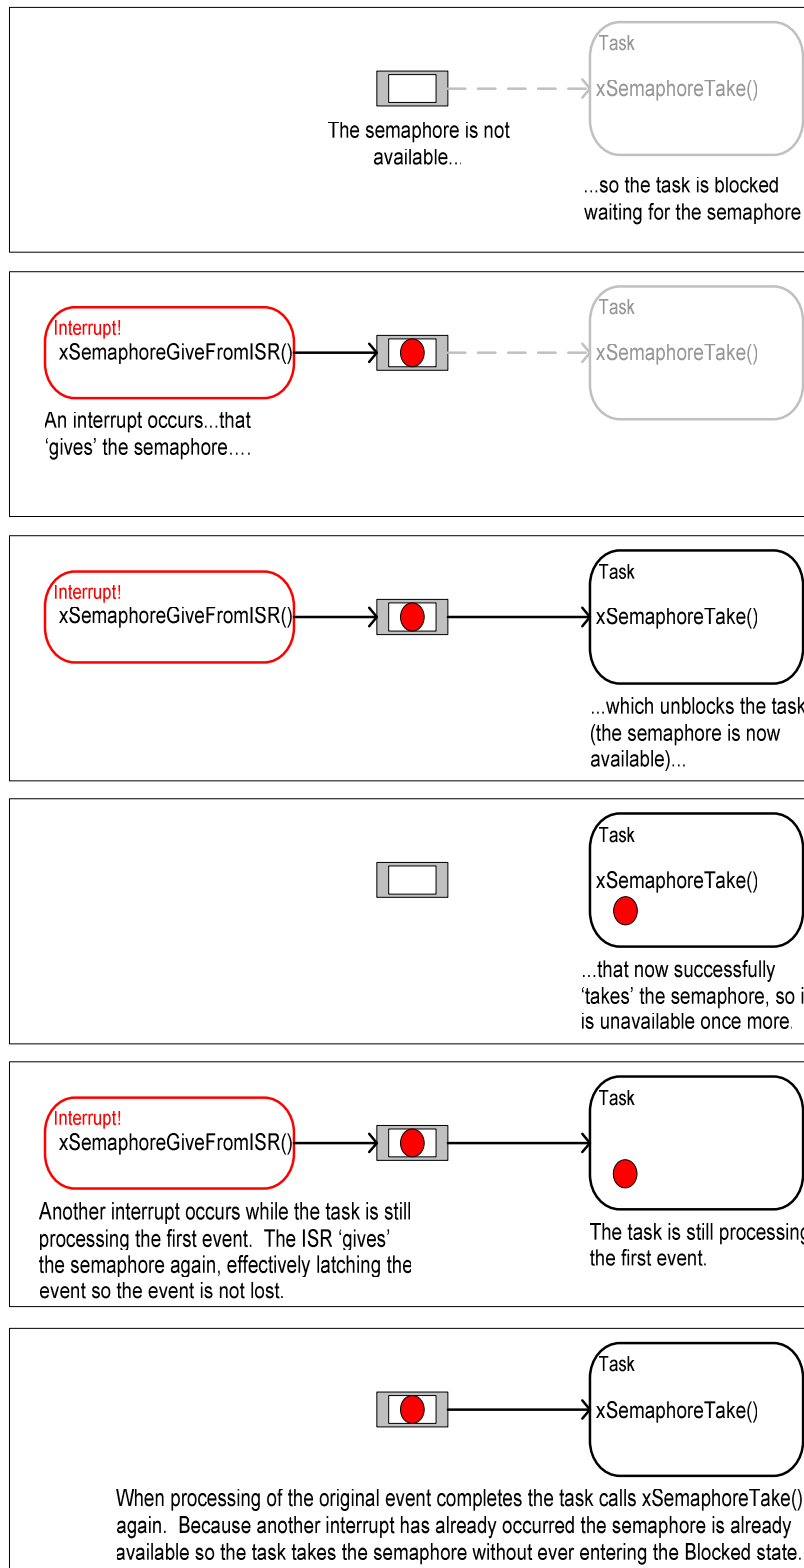 Task
xSemaphoreTake()
The semaphore is not
available...
...so the task is blocked
waiting for the semaphore
Interrupt!
xSemaphoreGiveFromISR()
Task
xSemaphoreTake()
An interrupt occurs...that
‘gives’ the semaphore....
Interrupt!
xSemaphoreGiveFromISR()
Task
xSemaphoreTake()
...which unblocks the task
(the semaphore is now
available)...
Task
xSemaphoreTake()
...that now successfully
‘takes’ the semaphore, so
is unavailable once more.
Interrupt!
xSemaphoreGiveFromISR()
Task
Another interrupt occurs while the task is still
processing the first event.  The ISR ‘gives’
the semaphore again, effectively latching the
event so the event is not lost.
The task is still processing
the first event.
Task
xSemaphoreTake()
When processing of the original event completes the task calls xSemaphoreTake()
again.  Because another interrupt has already occurred the semaphore is already
available so the task takes the semaphore without ever entering the Blocked state.